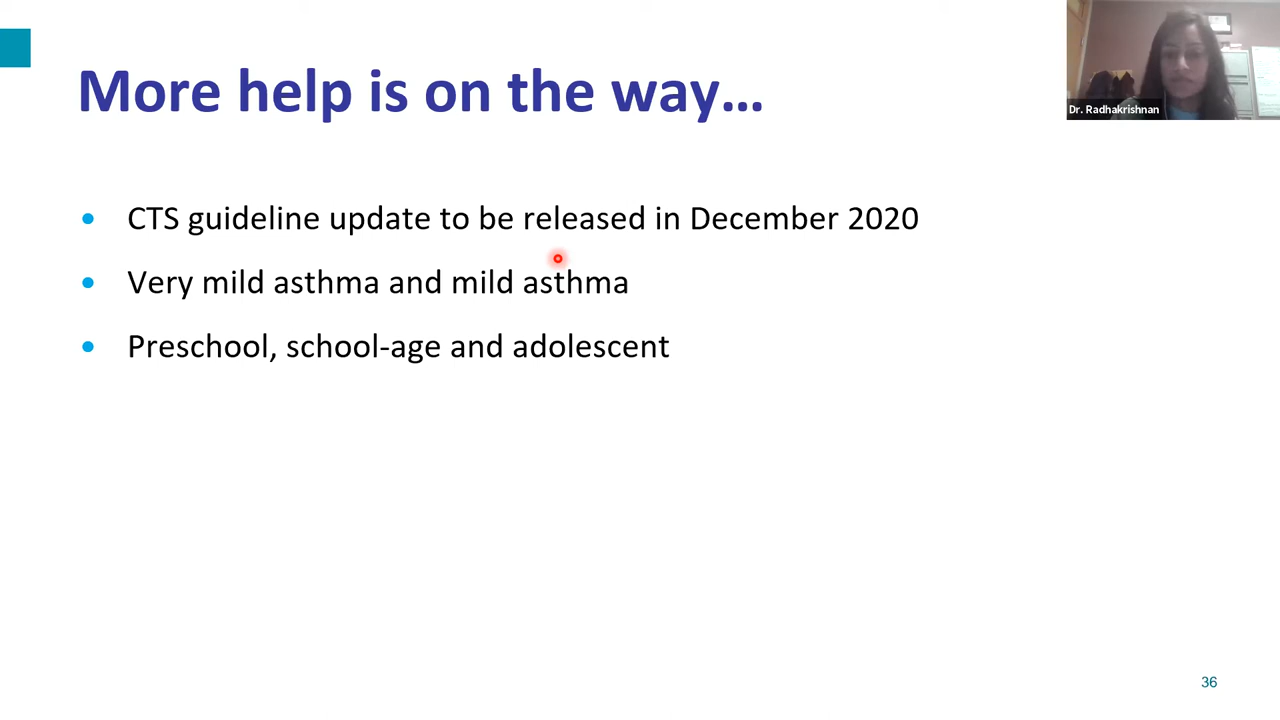 More help is on the way…
Dr. Radhakrishnan
CTS guideline update to be released in December 2020
Very mild asthma and mild asthma
Preschool, school-age and adolescent
36